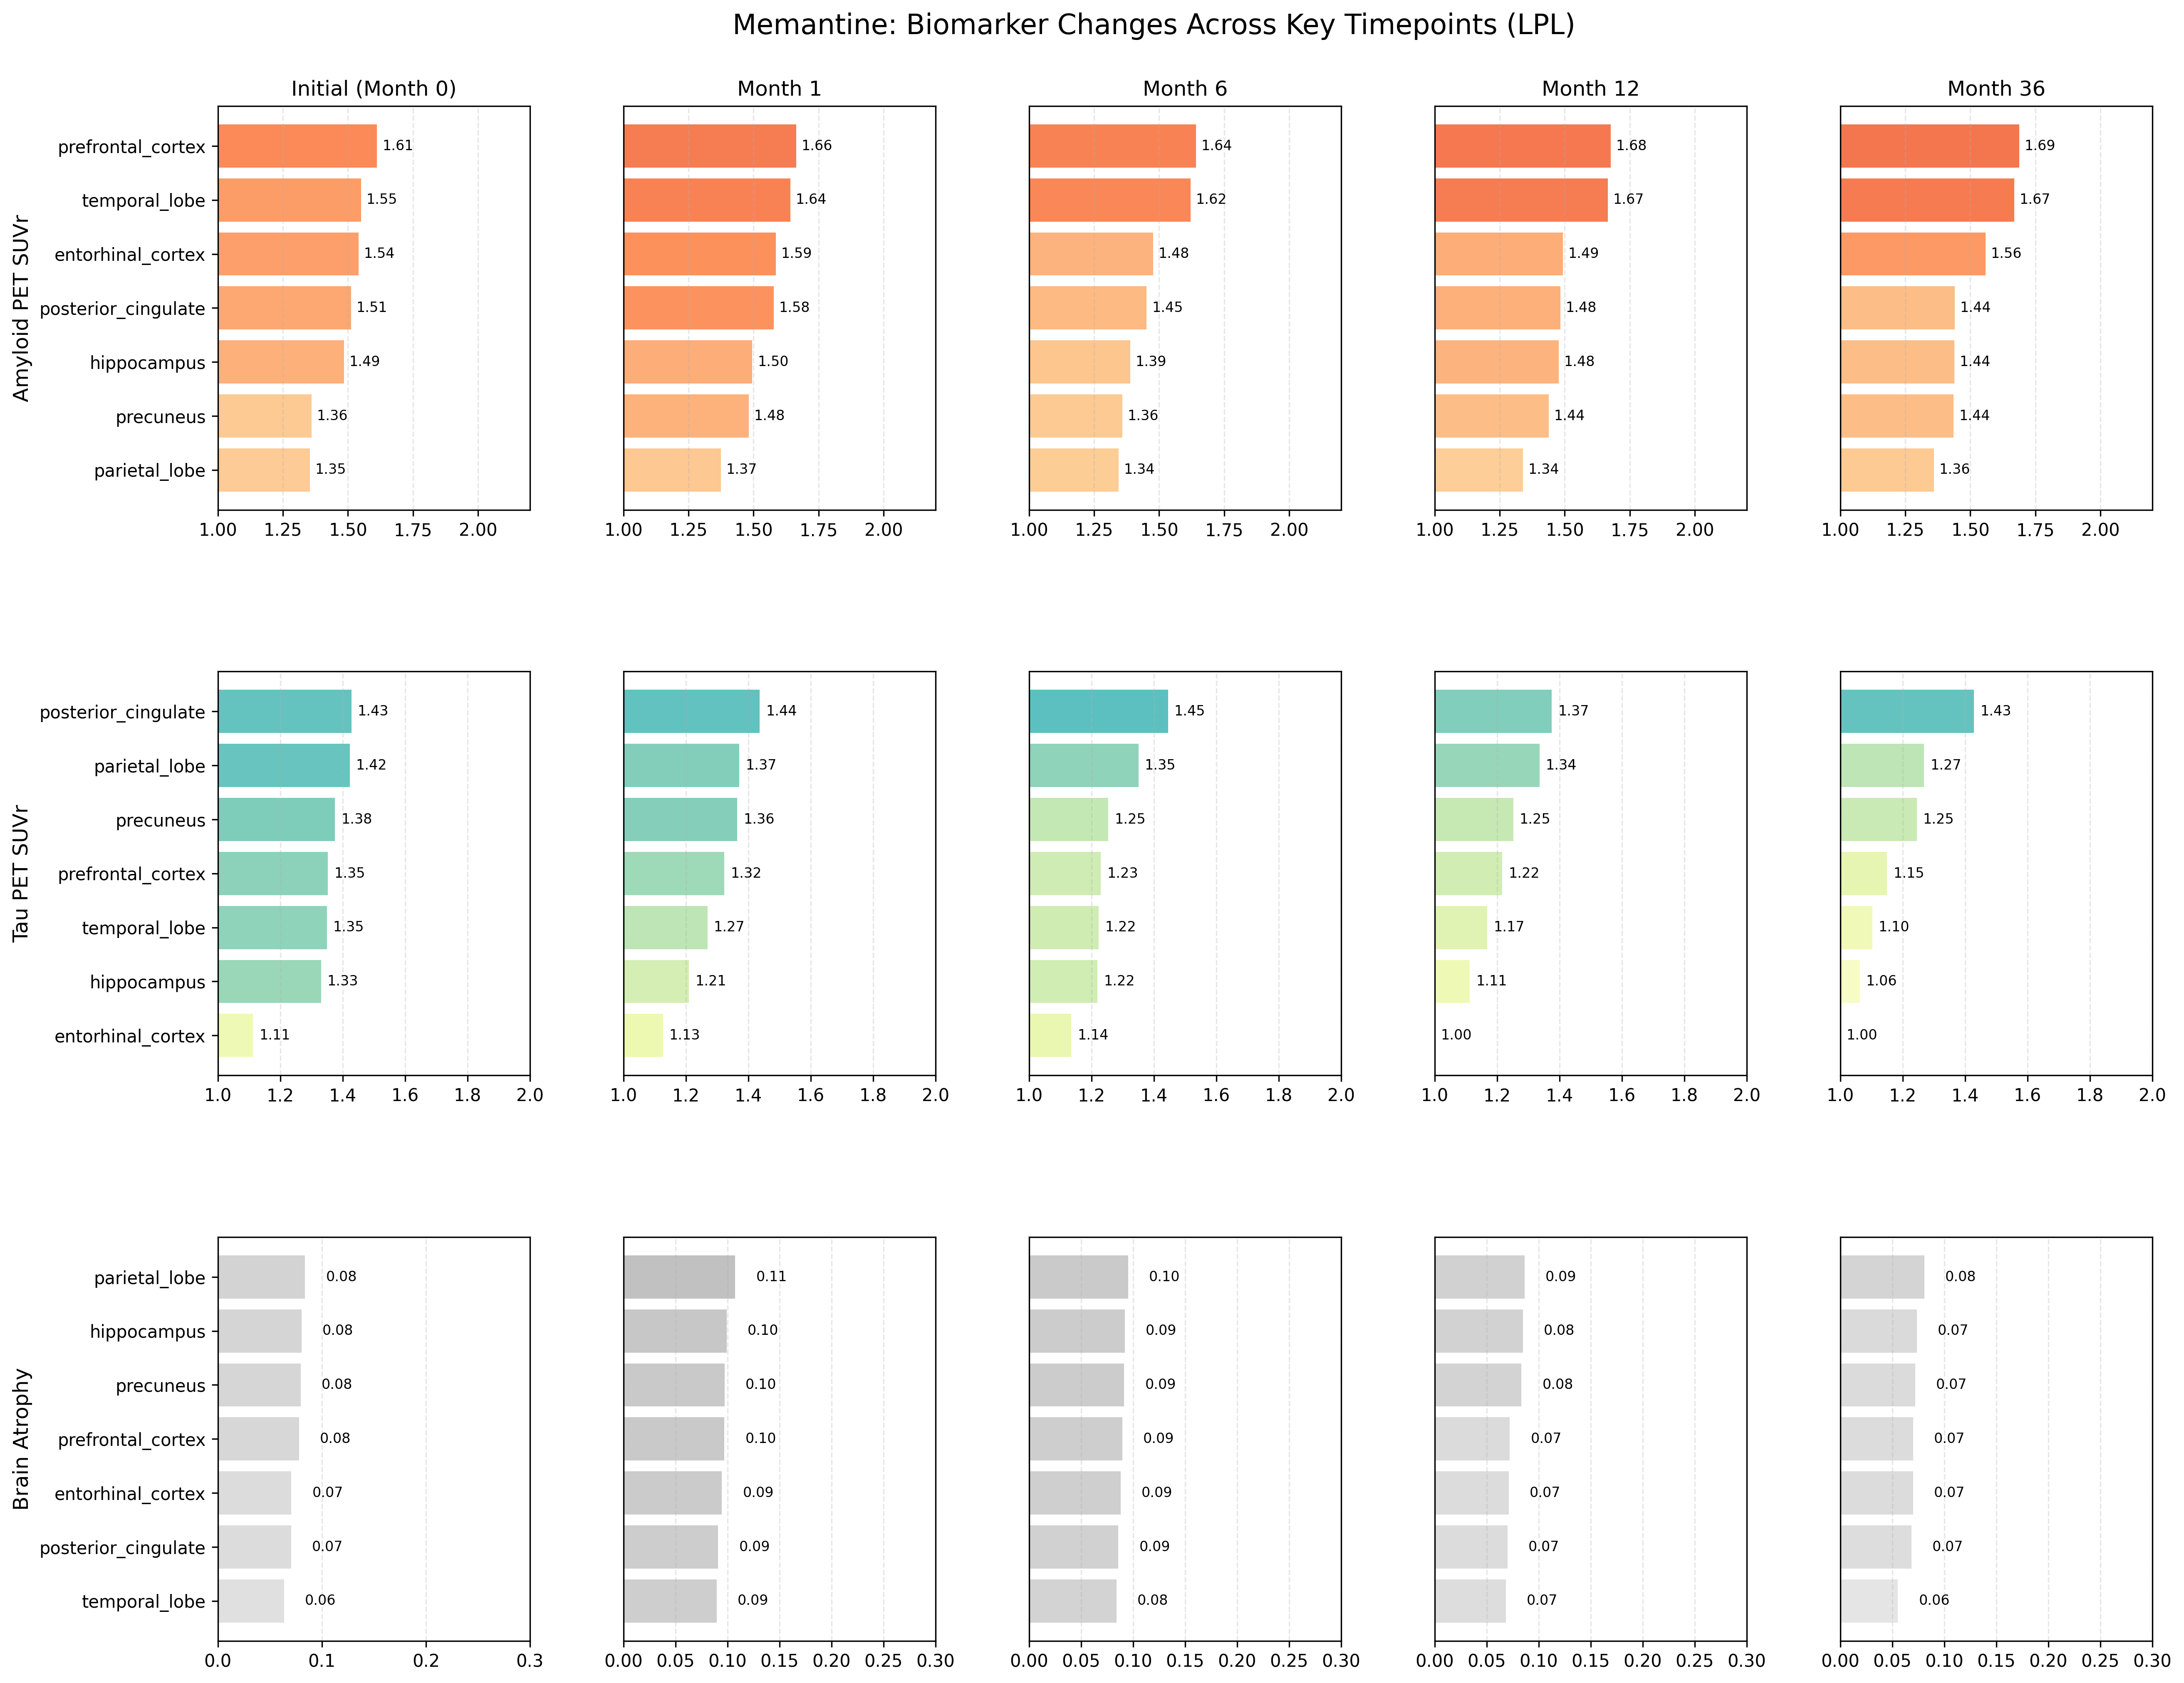 Memantine: Biomarker Changes Across Key Timepoints (LPL)
Initial (Month 0)
Month 1
Month 6
Month 12
Month 36
Amyloid PET SUVr
prefrontal_cortex 1.61 1.66 1.64 1.68 1.69
temporal_lobe 1.55 1.64 1.62 1.67 1.67
entorhinal_cortex 1.54 1.59 1.48 1.49 1.56
posterior_cingulate 1.51 1.58 1.45 1.48 1.44
hippocampus 1.49 1.50 1.39 1.48 1.44
precuneus 1.36 1.48 1.36 1.44 1.44
parietal_lobe 1.35 1.37 1.34 1.34 1.36
1.00 1.25 1.50 1.75 2.00 1.00 1.25 1.50 1.75 2.00 1.00 1.25 1.50 1.75 2.00 1.00 1.25 1.50 1.75 2.00 1.00 1.25 1.50 1.75 2.00
Tau PET SUVr
posterior_cingulate 1.43 1.44 1.45 1.37 1.43
parietal_lobe 1.42 1.37 1.35 1.34 1.27
precuneus 1.38 1.36 1.25 1.25 1.25
prefrontal_cortex 1.35 1.32 1.23 1.22 1.15
temporal_lobe 1.35 1.27 1.22 1.17 1.10
hippocampus 1.33 1.21 1.22 1.11 1.06
entorhinal_cortex 1.11 1.13 1.14 1.00 1.00
1.0 1.2 1.4 1.6 1.8 2.0 1.0 1.2 1.4 1.6 1.8 2.0 1.0 1.2 1.4 1.6 1.8 2.0 1.0 1.2 1.4 1.6 1.8 2.0 1.0 1.2 1.4 1.6 1.8 2.0
Brain Atrophy
parietal_lobe 0.08 0.11 0.10 0.09 0.08
hippocampus 0.08 0.10 0.09 0.08 0.07
precuneus 0.08 0.10 0.09 0.08 0.07
prefrontal_cortex 0.08 0.10 0.09 0.07 0.07
entorhinal_cortex 0.07 0.09 0.09 0.07 0.07
posterior_cingulate 0.07 0.09 0.09 0.07 0.07
temporal_lobe 0.06 0.09 0.08 0.07 0.06
0.0 0.1 0.2 0.3 0.00 0.05 0.10 0.15 0.20 0.25 0.30 0.00 0.05 0.10 0.15 0.20 0.25 0.30 0.00 0.05 0.10 0.15 0.20 0.25 0.30 0.00 0.05 0.10 0.15 0.20 0.25 0.30